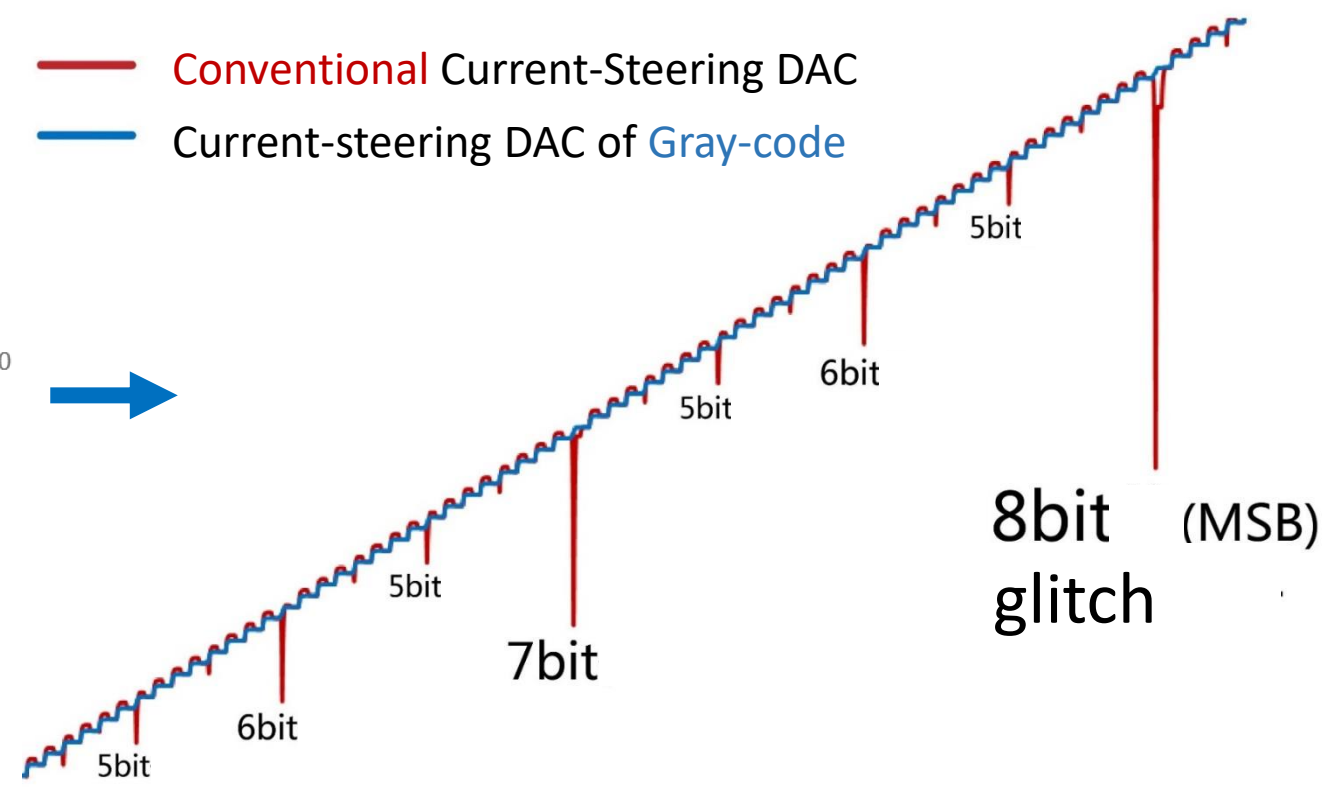 Conventional Current-Steering DAC
Current-steering DAC of Gray-code
5bit
6bit
5bit
0
5bit
7bit
5bit
6bit
8bit (MSB)
glitch
5bit